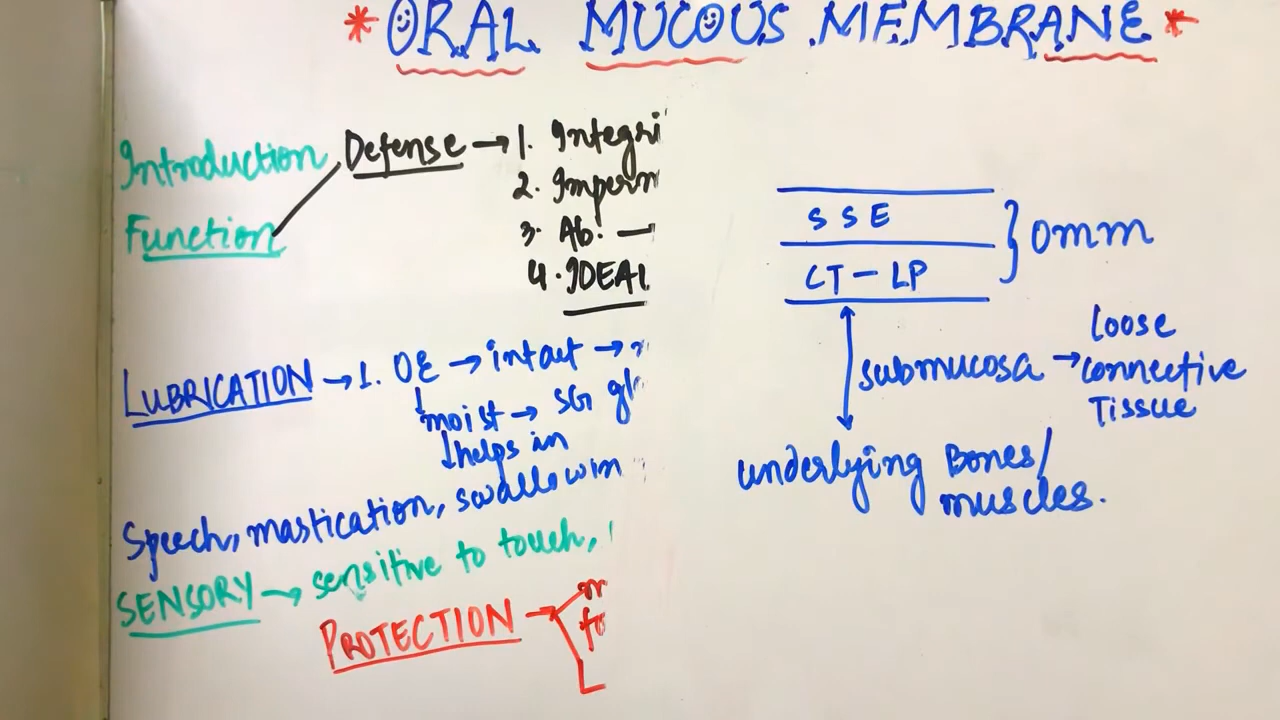 *ORAL MUCOUS MEMBRANE*
Introduction
Function
Defense → 1. Integri
2. Imperm
3. Ab. —
4. IDEAL
LUBRICATION → 1. OE → intact →
↓
moist → SG gl
↓ helps in
Speech, mastication, swallowin
SENSORY → sensitive to touch,
PROTECTION →
SSE
CT - LP
} OMM
submucosa → loose
connective
Tissue
underlying Bones/
muscles.